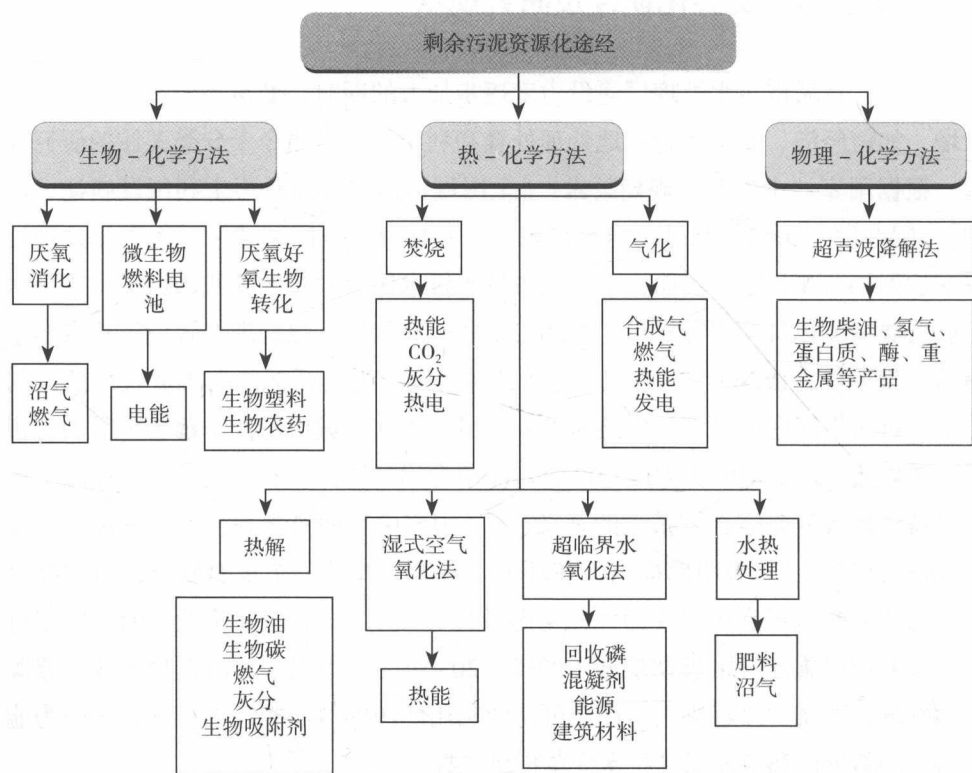 剩余污泥资源化途经
生物－化学方法
热－化学方法
物理－化学方法
厌氧
消化
微生物
燃料电
池
厌氧好
氧生物
转化
焚烧
气化
超声波降解法
沼气
燃气
电能
生物塑料
生物农药
热能
CO₂
灰分
热电
合成气
燃气
热能
发电
生物柴油、氢气、
蛋白质、酶、重
金属等产品
热解
湿式空气
氧化法
超临界水
氧化法
水热
处理
生物油
生物碳
燃气
灰分
生物吸附剂
热能
回收磷
混凝剂
能源
建筑材料
肥料
沼气